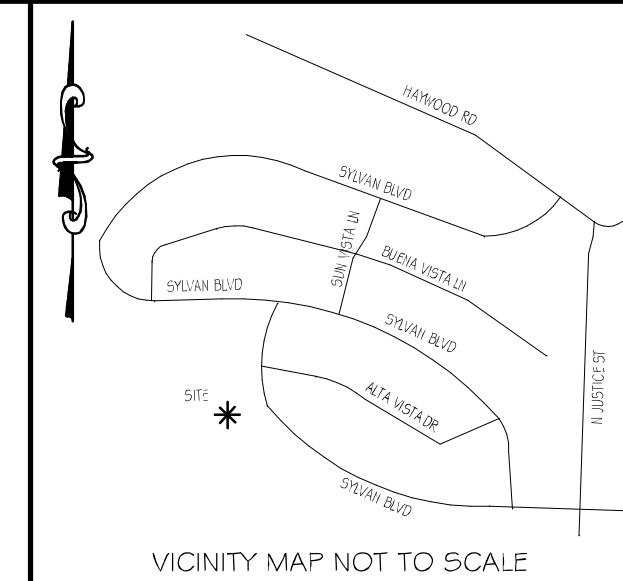 HAYWOOD RD
SYLVAN BLVD
SUN VISTA LN
BUENA VISTA LN
SYLVAN BLVD
SYLVAN BLVD
N JUSTICE ST
SITE
ALTA VISTA DR
SYLVAN BLVD
VICINITY MAP NOT TO SCALE